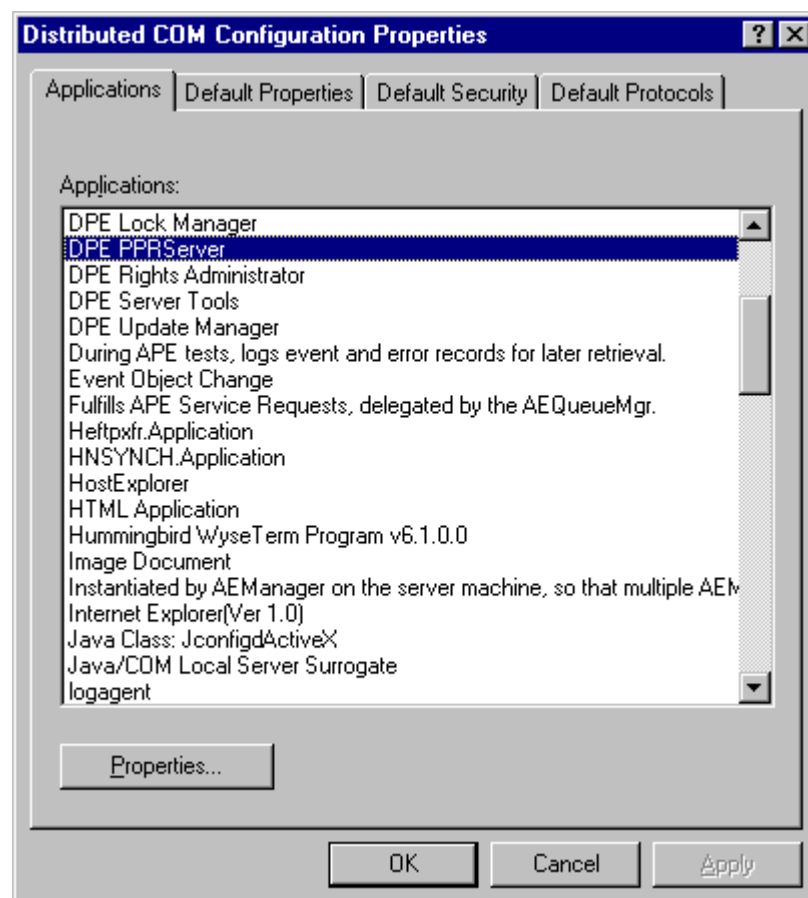 Distributed COM Configuration Properties
Applications Default Properties Default Security Default Protocols
Applications:
DPE Lock Manager
DPE PPRServer
DPE Rights Administrator
DPE Server Tools
DPE Update Manager
During APE tests, logs event and error records for later retrieval.
Event Object Change
Fulfills APE Service Requests, delegated by the AEQueueMgr.
Heftpxfr.Application
HNSYNCH.Application
HostExplorer
HTML Application
Hummingbird WyseTerm Program v6.1.0.0
Image Document
Instantiated by AEManager on the server machine, so that multiple AEM
Internet Explorer(Ver 1.0)
Java Class: JconfigdActiveX
Java/COM Local Server Surrogate
logagent
Properties...
OK Cancel Apply